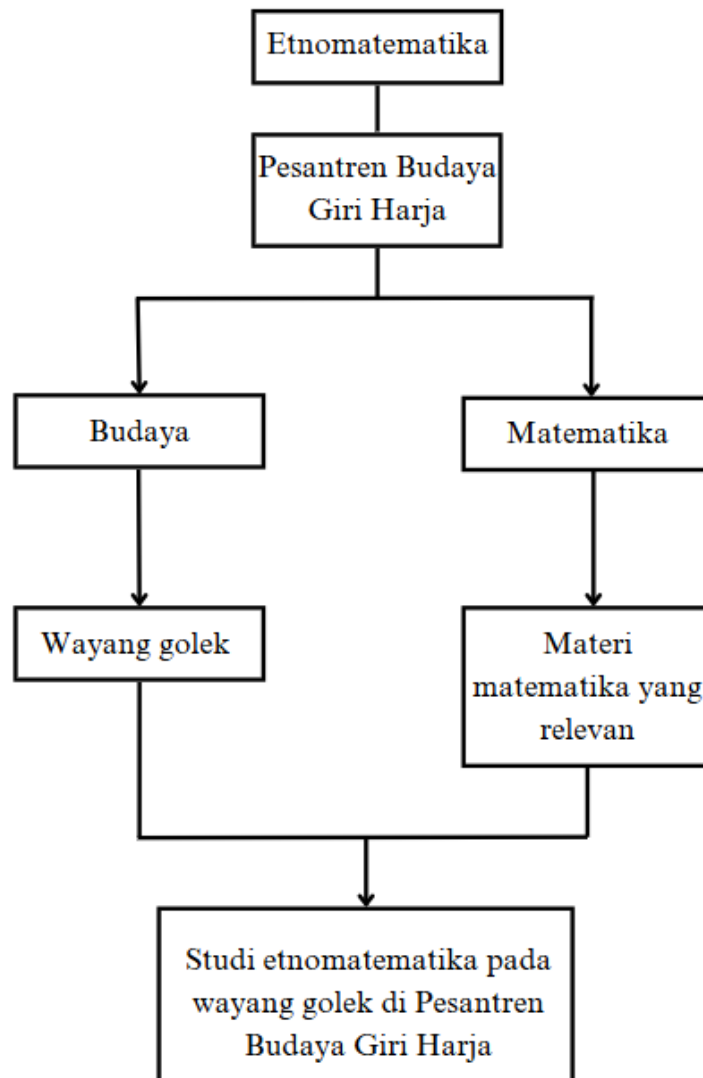 Etnomatematika
Pesantren Budaya
Giri Harja
Budaya
Matematika
Wayang golek
Materi
matematika yang
relevan
Studi etnomatematika pada
wayang golek di Pesantren
Budaya Giri Harja